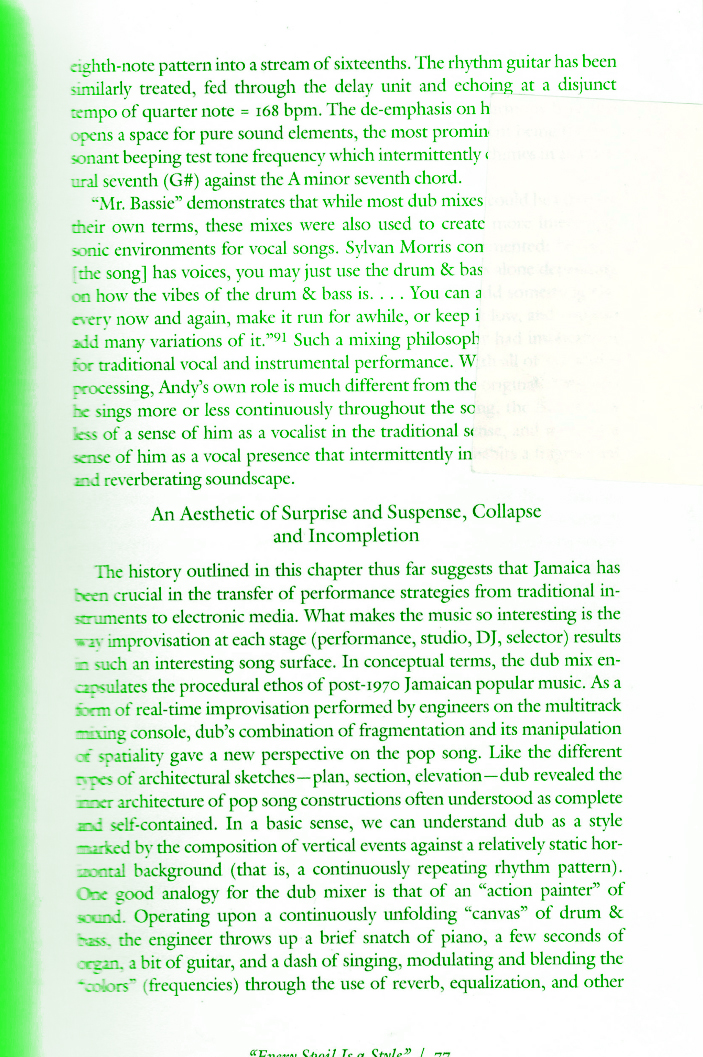 eighth-note pattern into a stream of sixteenths. The rhythm guitar has been
similarly treated, fed through the delay unit and echoing at a disjunct
tempo of quarter note = 168 bpm. The de-emphasis on h
opens a space for pure sound elements, the most promin
sonant beeping test tone frequency which intermittently
ural seventh (G#) against the A minor seventh chord.
“Mr. Bassie” demonstrates that while most dub mixes
their own terms, these mixes were also used to create
sonic environments for vocal songs. Sylvan Morris con
[the song] has voices, you may just use the drum & bas
on how the vibes of the drum & bass is. . . . You can a
every now and again, make it run for awhile, or keep i
add many variations of it.”91 Such a mixing philosoph
for traditional vocal and instrumental performance. W
processing, Andy’s own role is much different from the
he sings more or less continuously throughout the so
less of a sense of him as a vocalist in the traditional se
sense of him as a vocal presence that intermittently in
and reverberating soundscape.
An Aesthetic of Surprise and Suspense, Collapse
and Incompletion
The history outlined in this chapter thus far suggests that Jamaica has
been crucial in the transfer of performance strategies from traditional in-
struments to electronic media. What makes the music so interesting is the
way improvisation at each stage (performance, studio, DJ, selector) results
in such an interesting song surface. In conceptual terms, the dub mix en-
capsulates the procedural ethos of post-1970 Jamaican popular music. As a
form of real-time improvisation performed by engineers on the multitrack
mixing console, dub’s combination of fragmentation and its manipulation
of spatiality gave a new perspective on the pop song. Like the different
types of architectural sketches—plan, section, elevation—dub revealed the
inner architecture of pop song constructions often understood as complete
and self-contained. In a basic sense, we can understand dub as a style
marked by the composition of vertical events against a relatively static hor-
izontal background (that is, a continuously repeating rhythm pattern).
One good analogy for the dub mixer is that of an “action painter” of
sound. Operating upon a continuously unfolding “canvas” of drum &
bass, the engineer throws up a brief snatch of piano, a few seconds of
organ, a bit of guitar, and a dash of singing, modulating and blending the
“colors” (frequencies) through the use of reverb, equalization, and other
“Every Spoil Is a Style” / 77